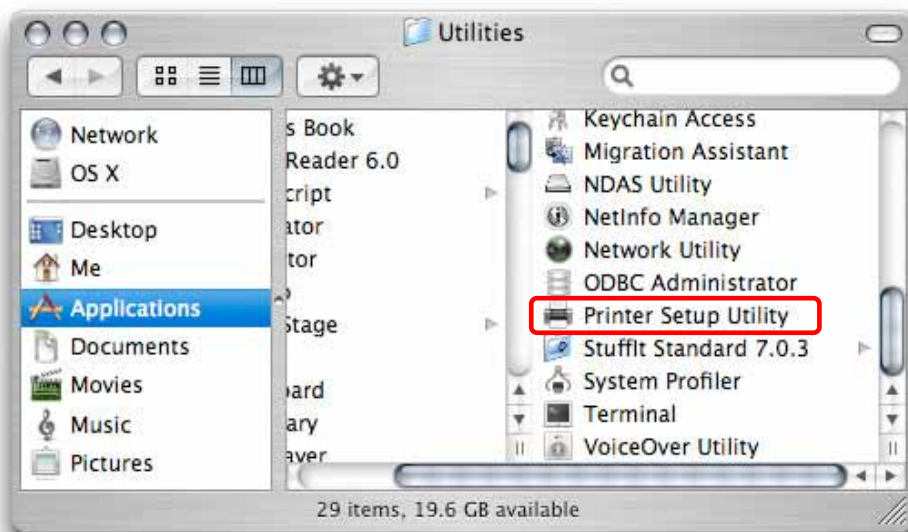 Utilities
Network
OS X
Desktop
Me
Applications
Documents
Movies
Music
Pictures
s Book
Reader 6.0
cript
ator
tor
Stage
ard
ary
aver
Keychain Access
Migration Assistant
NDAS Utility
NetInfo Manager
Network Utility
ODBC Administrator
Printer Setup Utility
StuffIt Standard 7.0.3
System Profiler
Terminal
VoiceOver Utility
29 items, 19.6 GB available